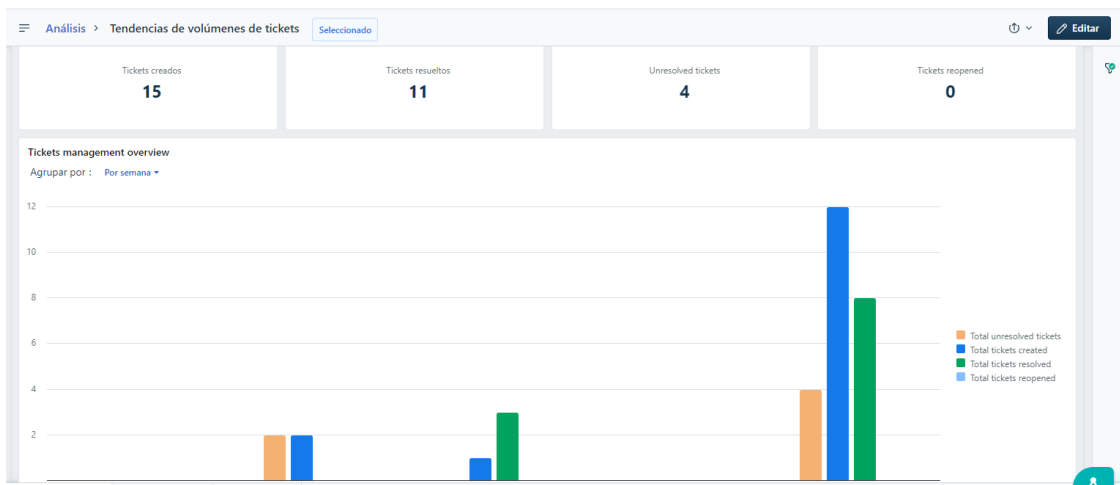 Análisis > Tendencias de volúmenes de tickets Seleccionado Editar
Tickets creados
15
Tickets resueltos
11
Unresolved tickets
4
Tickets reopened
0
Tickets management overview
Agrupar por : Por semana
12
10
8
6
4
2
Total unresolved tickets
Total tickets created
Total tickets resolved
Total tickets reopened